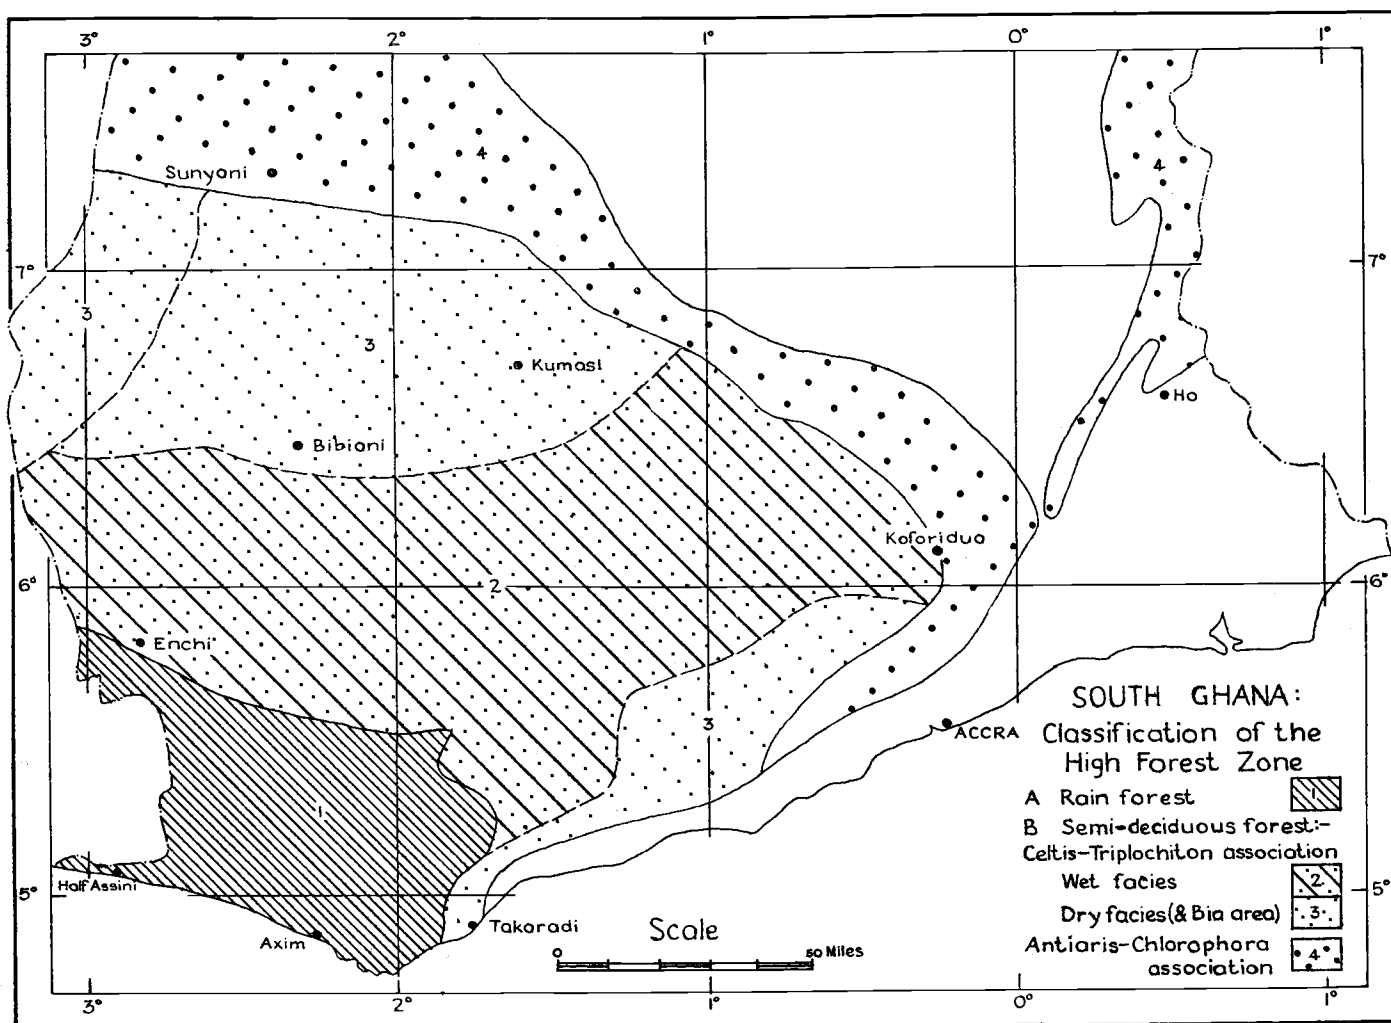 3° 2° 1° 0° 1°
4
4
Sunyani
7° 7°
3
3
Kumasi
Ho
Bibiani
Koforidua
6° 2 6°
Enchi
SOUTH GHANA:
3
ACCRA
Classification of the
High Forest Zone
A Rain forest 1
1
B Semi-deciduous forest:-
Celtis-Triplochiton association
Wet facies 2
Half Assini
5° 5°
Dry facies (& Bia area) 3
Takoradi
Axim
Scale
Antiaris-Chlorophora
association 4
0 50 Miles
3° 2° 1° 0° 1°